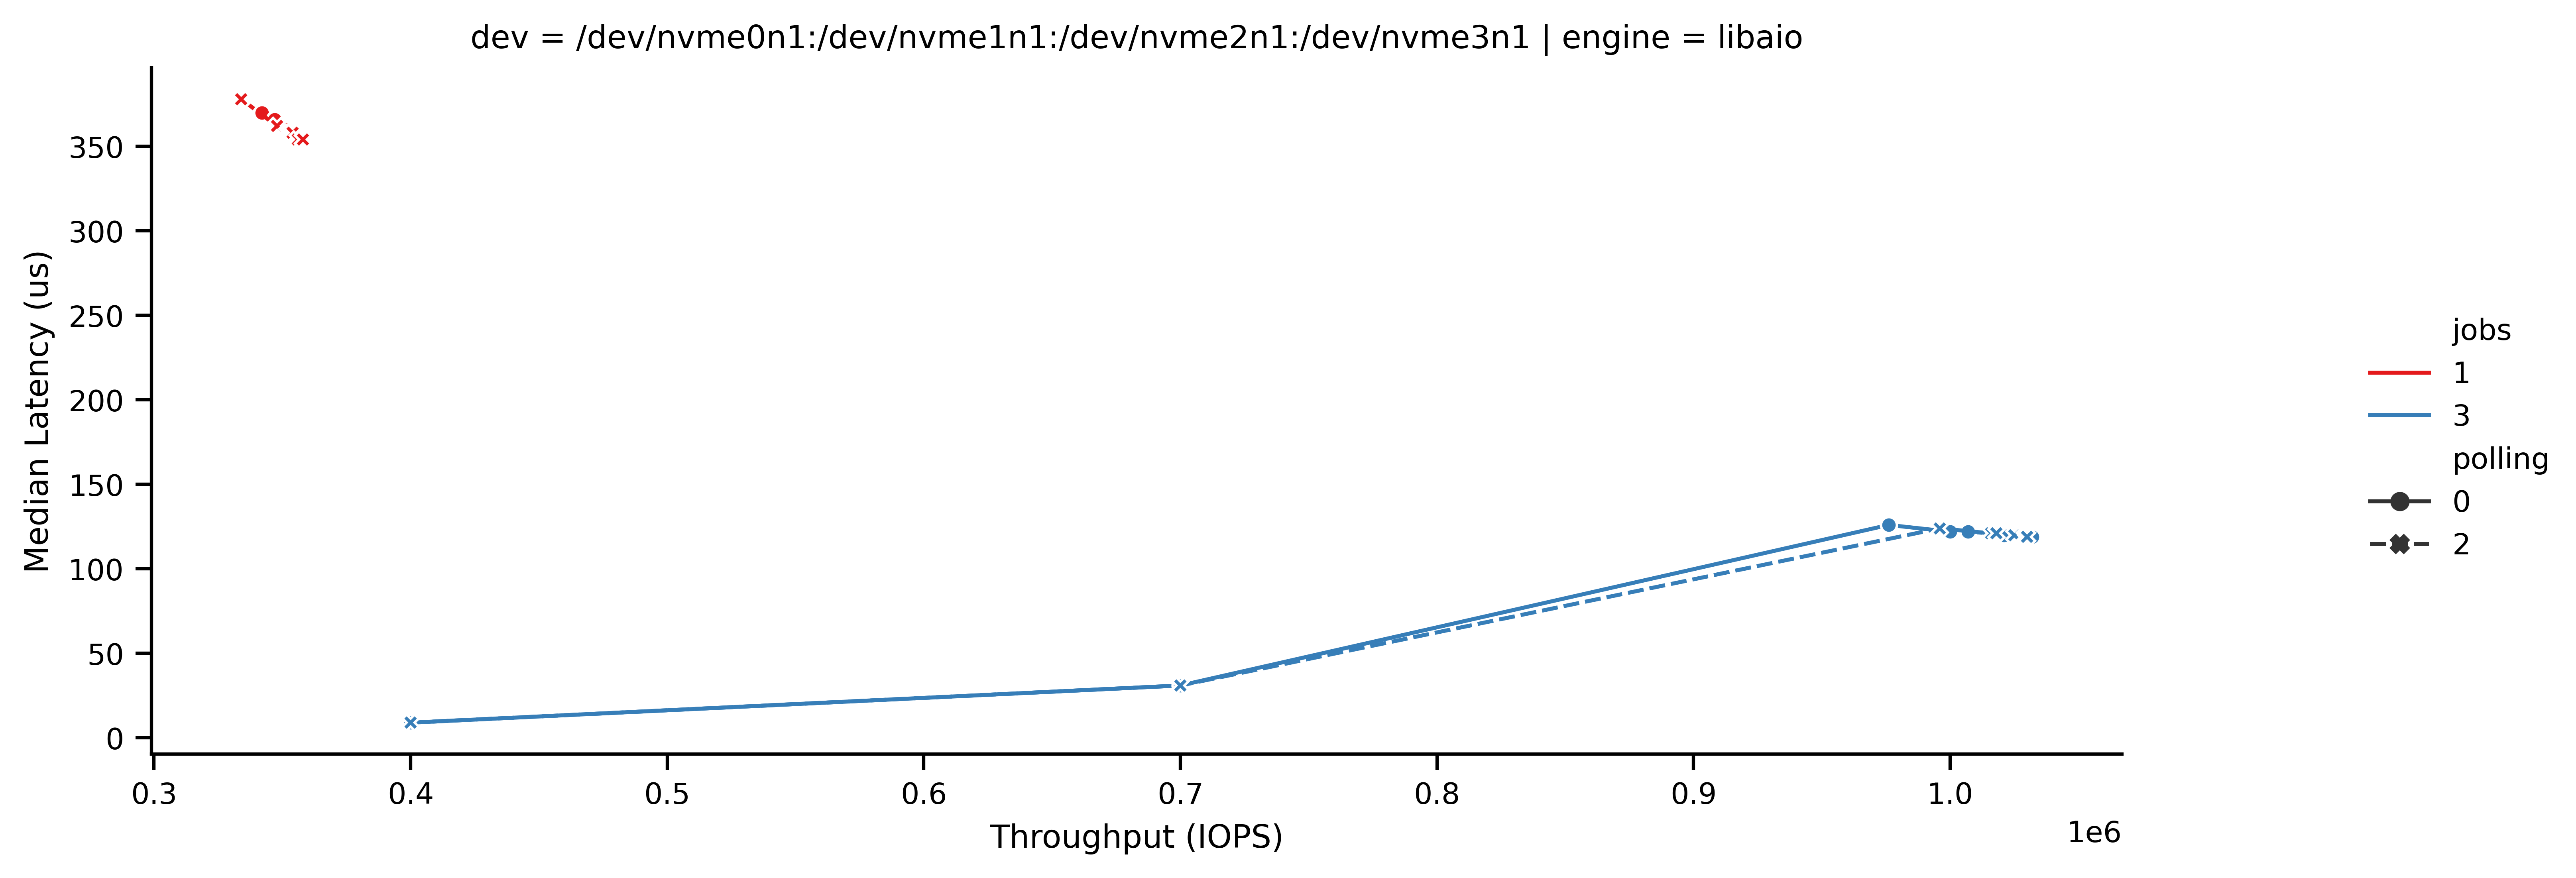 dev = /dev/nvme0n1:/dev/nvme1n1:/dev/nvme2n1:/dev/nvme3n1 | engine = libaio
Median Latency (us)
350
300
250
200
150
100
50
0
0.3 0.4 0.5 0.6 0.7 0.8 0.9 1.0
1e6
Throughput (IOPS)
jobs
1
3
polling
0
2